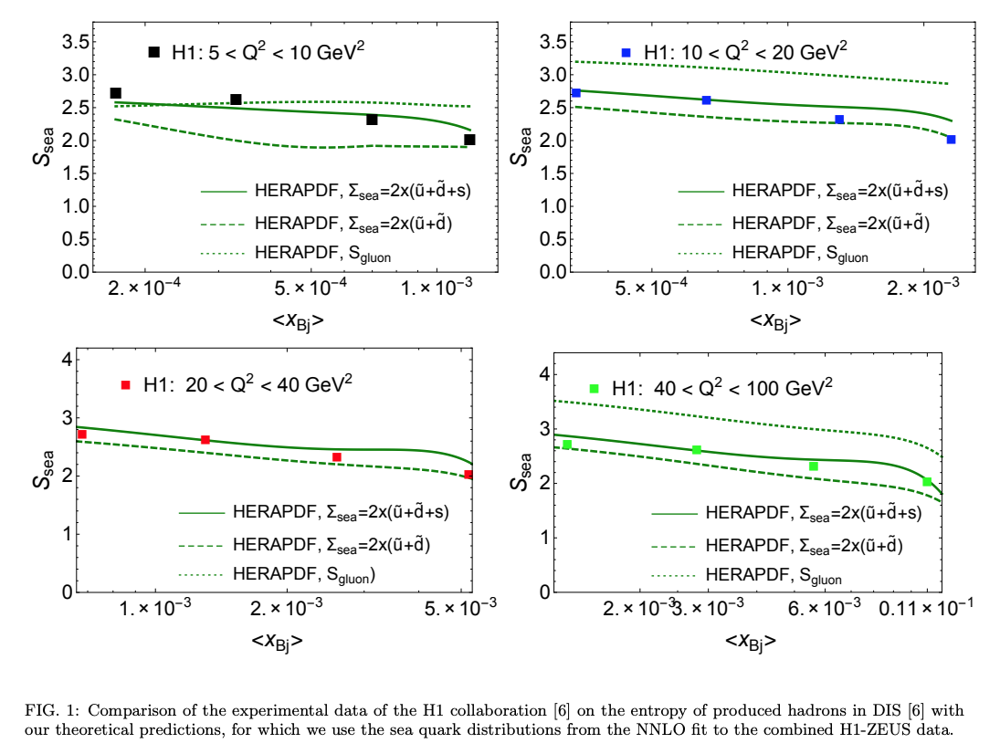 H1: 5 < Q² < 10 GeV²
S_sea
3.5
3.0
2.5
2.0
1.5
1.0
0.5
0.0
HERAPDF, Σ_sea=2x(ũ+d̃+s)
HERAPDF, Σ_sea=2x(ũ+d̃)
HERAPDF, S_gluon
2.×10⁻⁴ 5.×10⁻⁴ 1.×10⁻³
<x_Bj>
H1: 10 < Q² < 20 GeV²
S_sea
3.5
3.0
2.5
2.0
1.5
1.0
0.5
0.0
HERAPDF, Σ_sea=2x(ũ+d̃+s)
HERAPDF, Σ_sea=2x(ũ+d̃)
HERAPDF, S_gluon
5.×10⁻⁴ 1.×10⁻³ 2.×10⁻³
<x_Bj>
H1: 20 < Q² < 40 GeV²
S_sea
4
3
2
1
0
HERAPDF, Σ_sea=2x(ũ+d̃+s)
HERAPDF, Σ_sea=2x(ũ+d̃)
HERAPDF, S_gluon)
1.×10⁻³ 2.×10⁻³ 5.×10⁻³
<x_Bj>
H1: 40 < Q² < 100 GeV²
S_sea
4
3
2
1
0
HERAPDF, Σ_sea=2x(ũ+d̃+s)
HERAPDF, Σ_sea=2x(ũ+d̃)
HERAPDF, S_gluon
2.×10⁻³ 3.×10⁻³ 6.×10⁻³ 0.11×10⁻¹
<x_Bj>
FIG. 1: Comparison of the experimental data of the H1 collaboration [6] on the entropy of produced hadrons in DIS [6] with
our theoretical predictions, for which we use the sea quark distributions from the NNLO fit to the combined H1-ZEUS data.